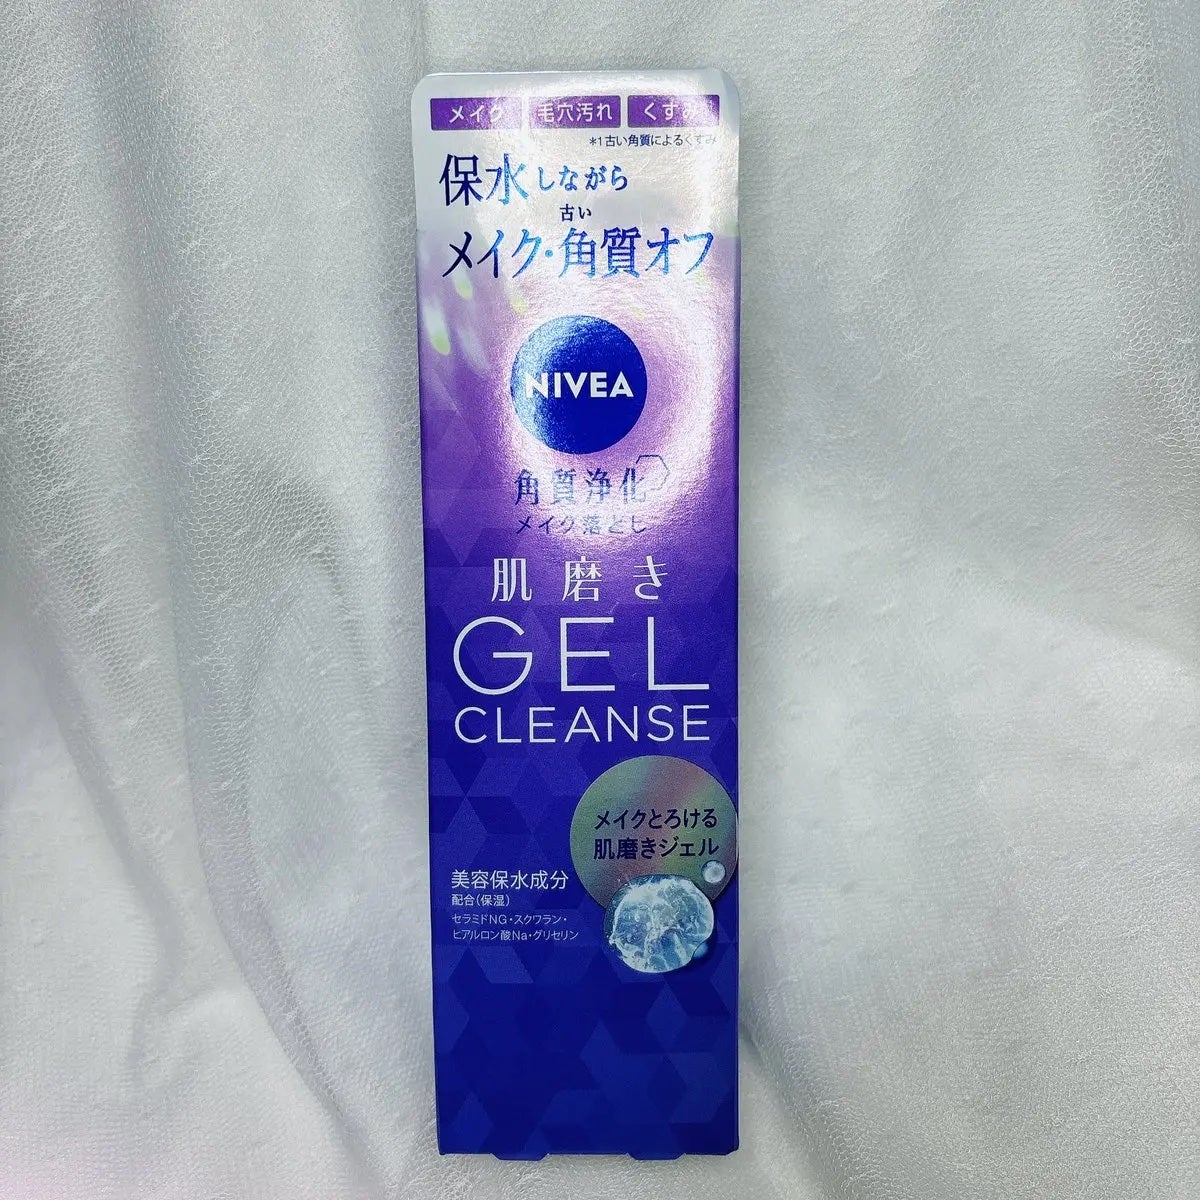 メイク 毛穴汚れ くすみ*1
*1古い角質によるくすみ
保水しながら
古い
メイク・角質オフ
NIVEA
角質浄化
メイク落とし
肌磨き
GEL
CLEANSE
メイクとろける
肌磨きジェル
美容保水成分
配合(保湿)
セラミドNG・スクワラン・
ヒアルロン酸Na・グリセリン